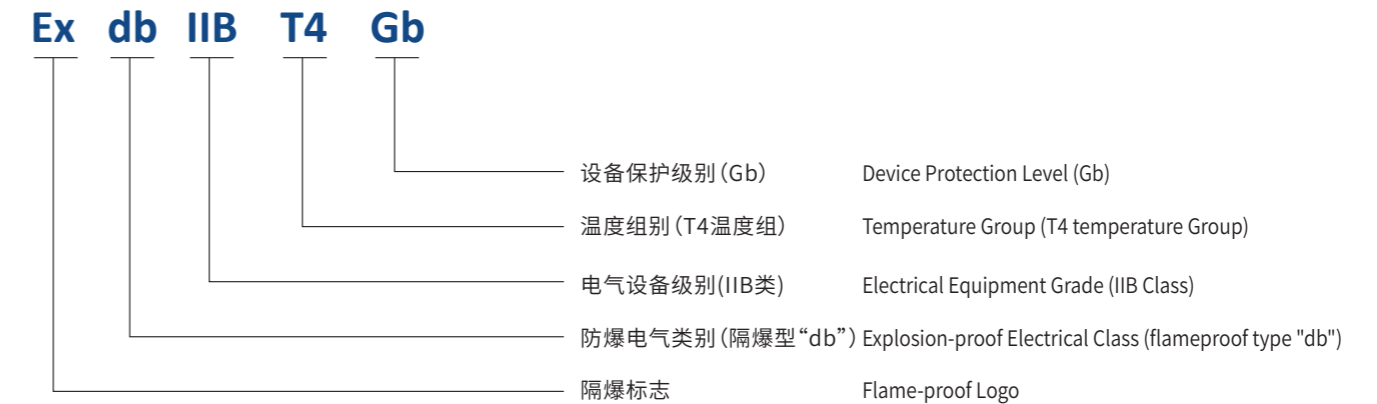 Ex db IIB T4 Gb
设备保护级别（Gb） Device Protection Level (Gb)
温度组别（T4温度组） Temperature Group (T4 temperature Group)
电气设备级别(IIB类) Electrical Equipment Grade (IIB Class)
防爆电气类别（隔爆型“db”） Explosion-proof Electrical Class (flameproof type "db")
隔爆标志 Flame-proof Logo